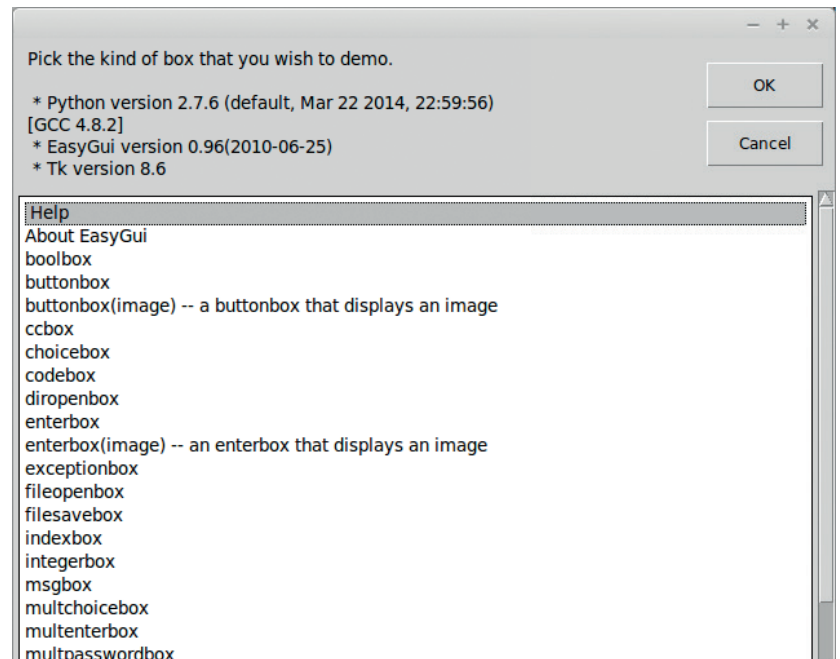 Pick the kind of box that you wish to demo.
* Python version 2.7.6 (default, Mar 22 2014, 22:59:56)
[GCC 4.8.2]
* EasyGui version 0.96(2010-06-25)
* Tk version 8.6
OK
Cancel
Help
About EasyGui
boolbox
buttonbox
buttonbox(image) -- a buttonbox that displays an image
ccbox
choicebox
codebox
diropenbox
enterbox
enterbox(image) -- an enterbox that displays an image
exceptionbox
fileopenbox
filesavebox
indexbox
integerbox
msgbox
multchoicebox
multenterbox
multpasswordbox